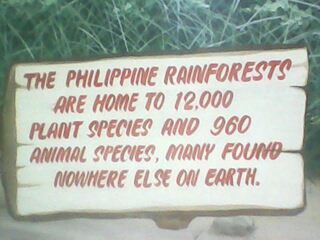 THE PHILIPPINE RAINFORESTS
ARE HOME TO 12,000
PLANT SPECIES AND 960
ANIMAL SPECIES, MANY FOUND
NOWHERE ELSE ON EARTH.